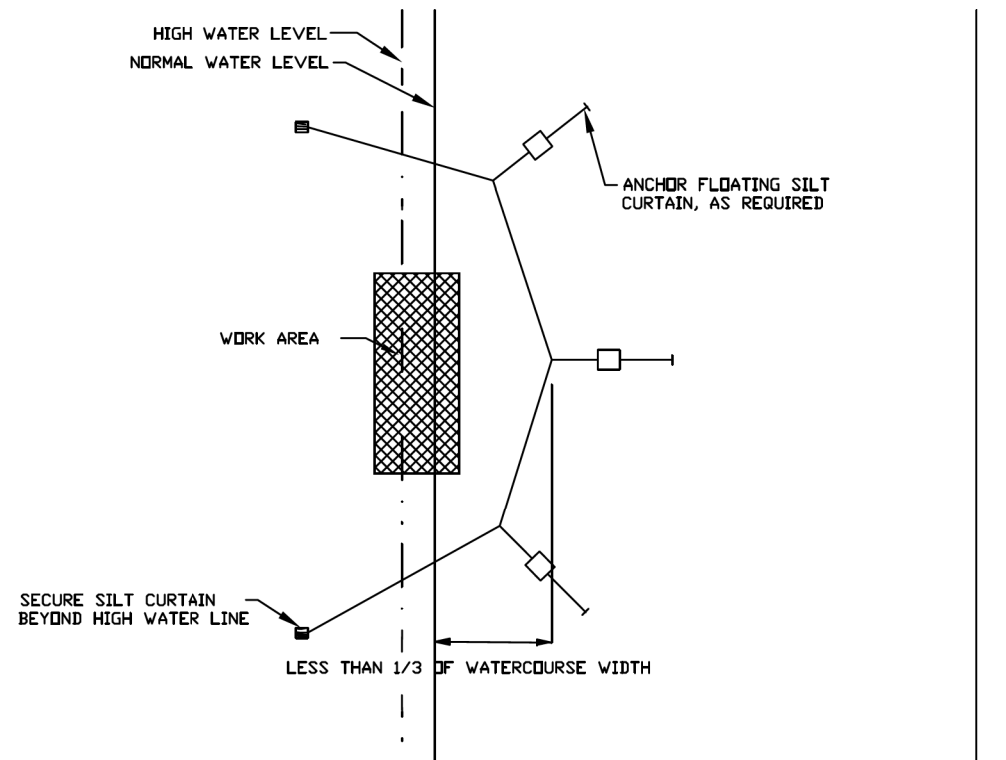 HIGH WATER LEVEL
NORMAL WATER LEVEL
ANCHOR FLOATING SILT
CURTAIN, AS REQUIRED
WORK AREA
SECURE SILT CURTAIN
BEYOND HIGH WATER LINE
LESS THAN 1/3 OF WATERCOURSE WIDTH